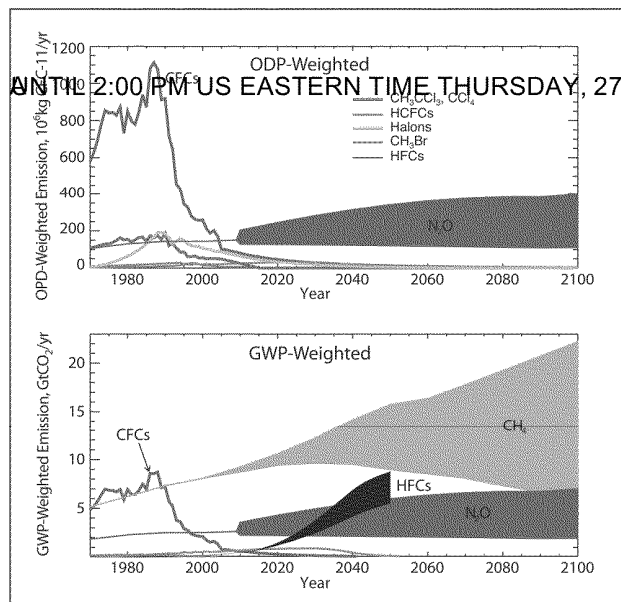 ODP-Weighted
UNTIL 2:00 PM US EASTERN TIME THURSDAY, 27
CFCs
CH₃CCl₃, CCl₄
HCFCs
Halons
CH₃Br
HFCs
N₂O
OPD-Weighted Emission, 10⁶kg
C-11/yr
1200
1000
800
600
400
200
0
1980 2000 2020 2040 2060 2080 2100
Year
GWP-Weighted
CFCs
CH₄
HFCs
N₂O
GWP-Weighted Emission, GtCO₂/yr
20
15
10
5
1980 2000 2020 2040 2060 2080 2100
Year